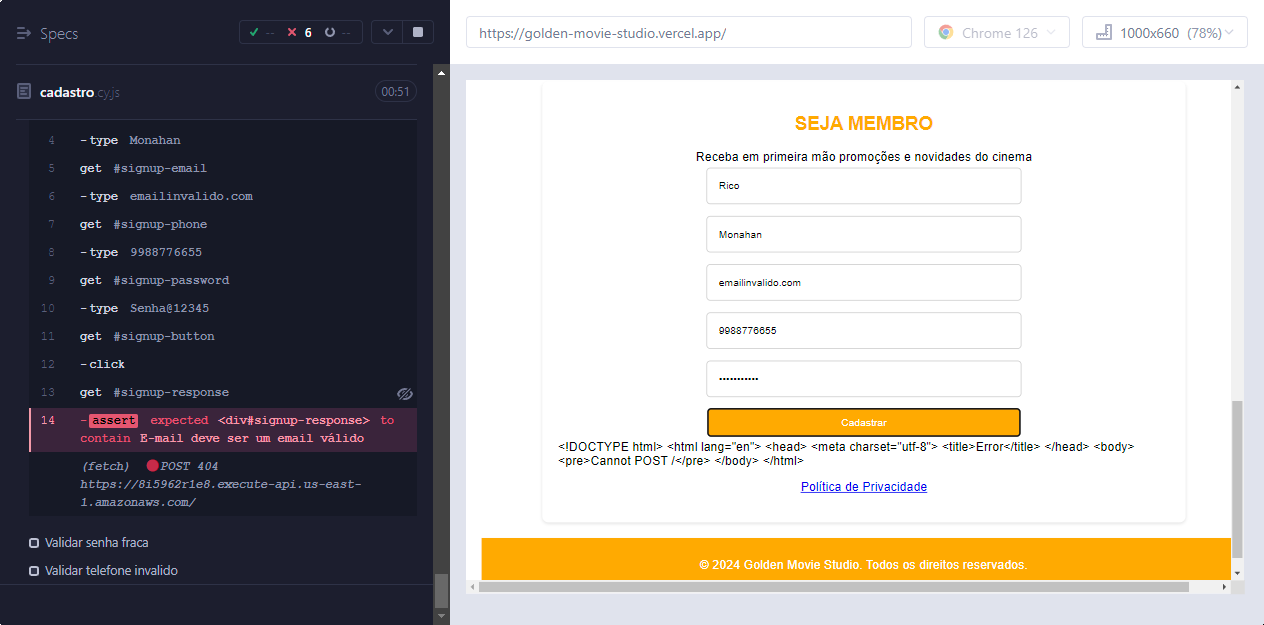 Specs
-- 6 --
cadastro.cy.js
00:51
4 -type Monahan
5 get #signup-email
6 -type emailinvalido.com
7 get #signup-phone
8 -type 9988776655
9 get #signup-password
10 -type Senha@12345
11 get #signup-button
12 -click
13 get #signup-response
14 -assert expected <div#signup-response> to
contain E-mail deve ser um email válido
(fetch) POST 404
https://8i5962r1e8.execute-api.us-east-
1.amazonaws.com/
Validar senha fraca
Validar telefone invalido
https://golden-movie-studio.vercel.app/
Chrome 126
1000x660 (78%)
SEJA MEMBRO
Receba em primeira mão promoções e novidades do cinema
Rico
Monahan
emailinvalido.com
9988776655
•••••••••••
Cadastrar
<!DOCTYPE html> <html lang="en"> <head> <meta charset="utf-8"> <title>Error</title> </head> <body>
<pre>Cannot POST /</pre> </body> </html>
Política de Privacidade
© 2024 Golden Movie Studio. Todos os direitos reservados.